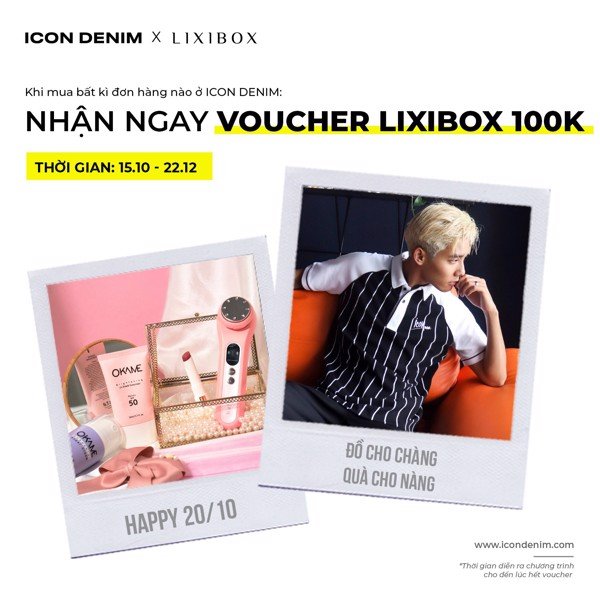 ICON DENIM X LIXIBOX
Khi mua bất kì đơn hàng nào ở ICON DENIM:
NHẬN NGAY VOUCHER LIXIBOX 100K
THỜI GIAN: 15.10 - 22.12
OKAME
50
OKAME
ICON
HAPPY 20/10
ĐỒ CHO CHÀNG
QUÀ CHO NÀNG
www.icondenim.com
*Thời gian diễn ra chương trình
cho đến lúc hết voucher